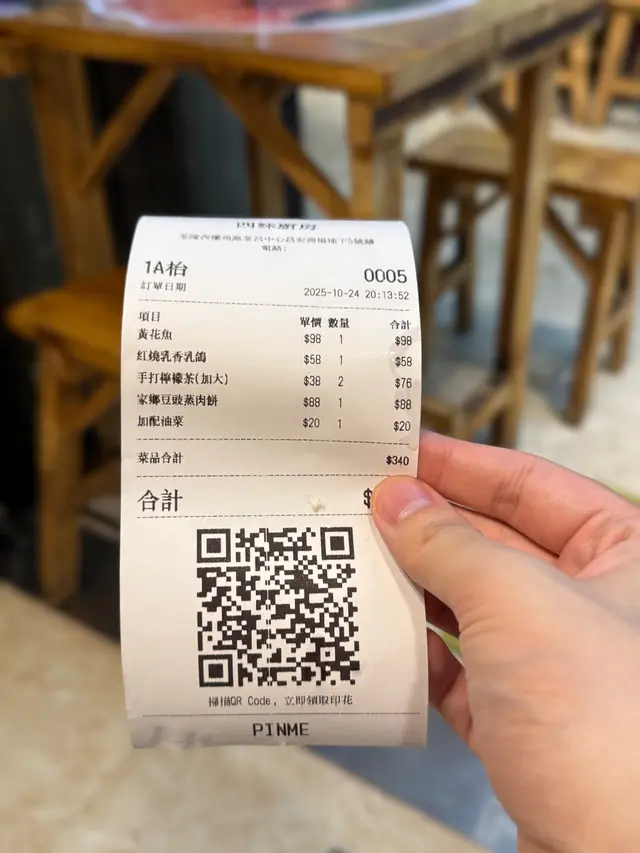 廚房
電話:
1A枱 0005
訂單日期 2025-10-24 20:13:52
項目 單價 數量 合計
黃花魚 $98 1 $98
紅燒乳香乳鴿 $58 1 $58
手打檸檬茶(加大) $38 2 $76
家鄉豆豉蒸肉餅 $88 1 $88
加配油菜 $20 1 $20
菜品合計 $340
合計 $
掃描QR Code, 立即領取印花
PINME